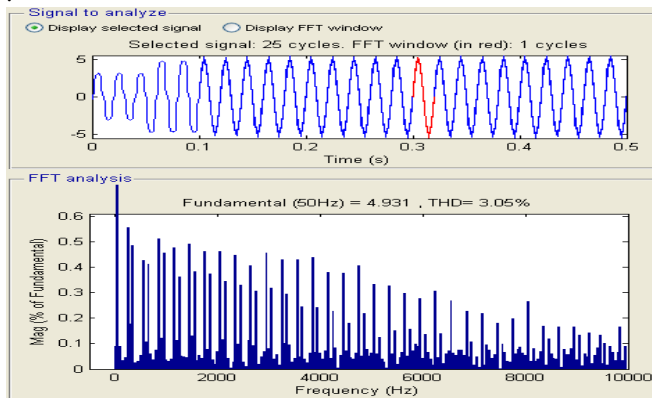 Signal to analyze
Display selected signal Display FFT window
Selected signal: 25 cycles. FFT window (in red): 1 cycles
5
0
-5
0 0.1 0.2 0.3 0.4 0.5
Time (s)
FFT analysis
Fundamental (50Hz) = 4.931 , THD= 3.05%
Mag (% of Fundamental)
0.6
0.5
0.4
0.3
0.2
0.1
0
0 2000 4000 6000 8000 10000
Frequency (Hz)